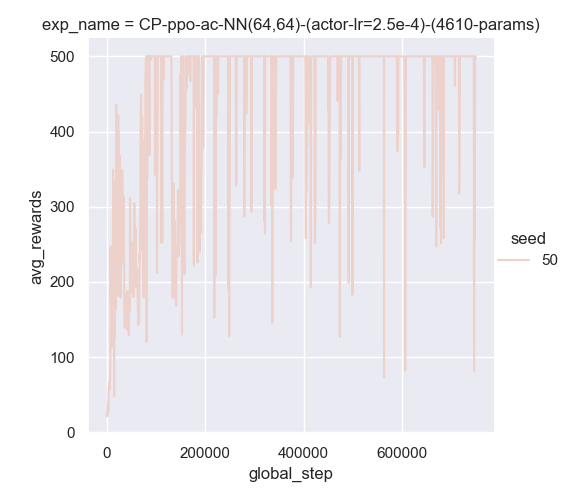 exp_name = CP-ppo-ac-NN(64,64)-(actor-lr=2.5e-4)-(4610-params)
500
400
300
200
100
0
avg_rewards
0 200000 400000 600000
global_step
seed
50